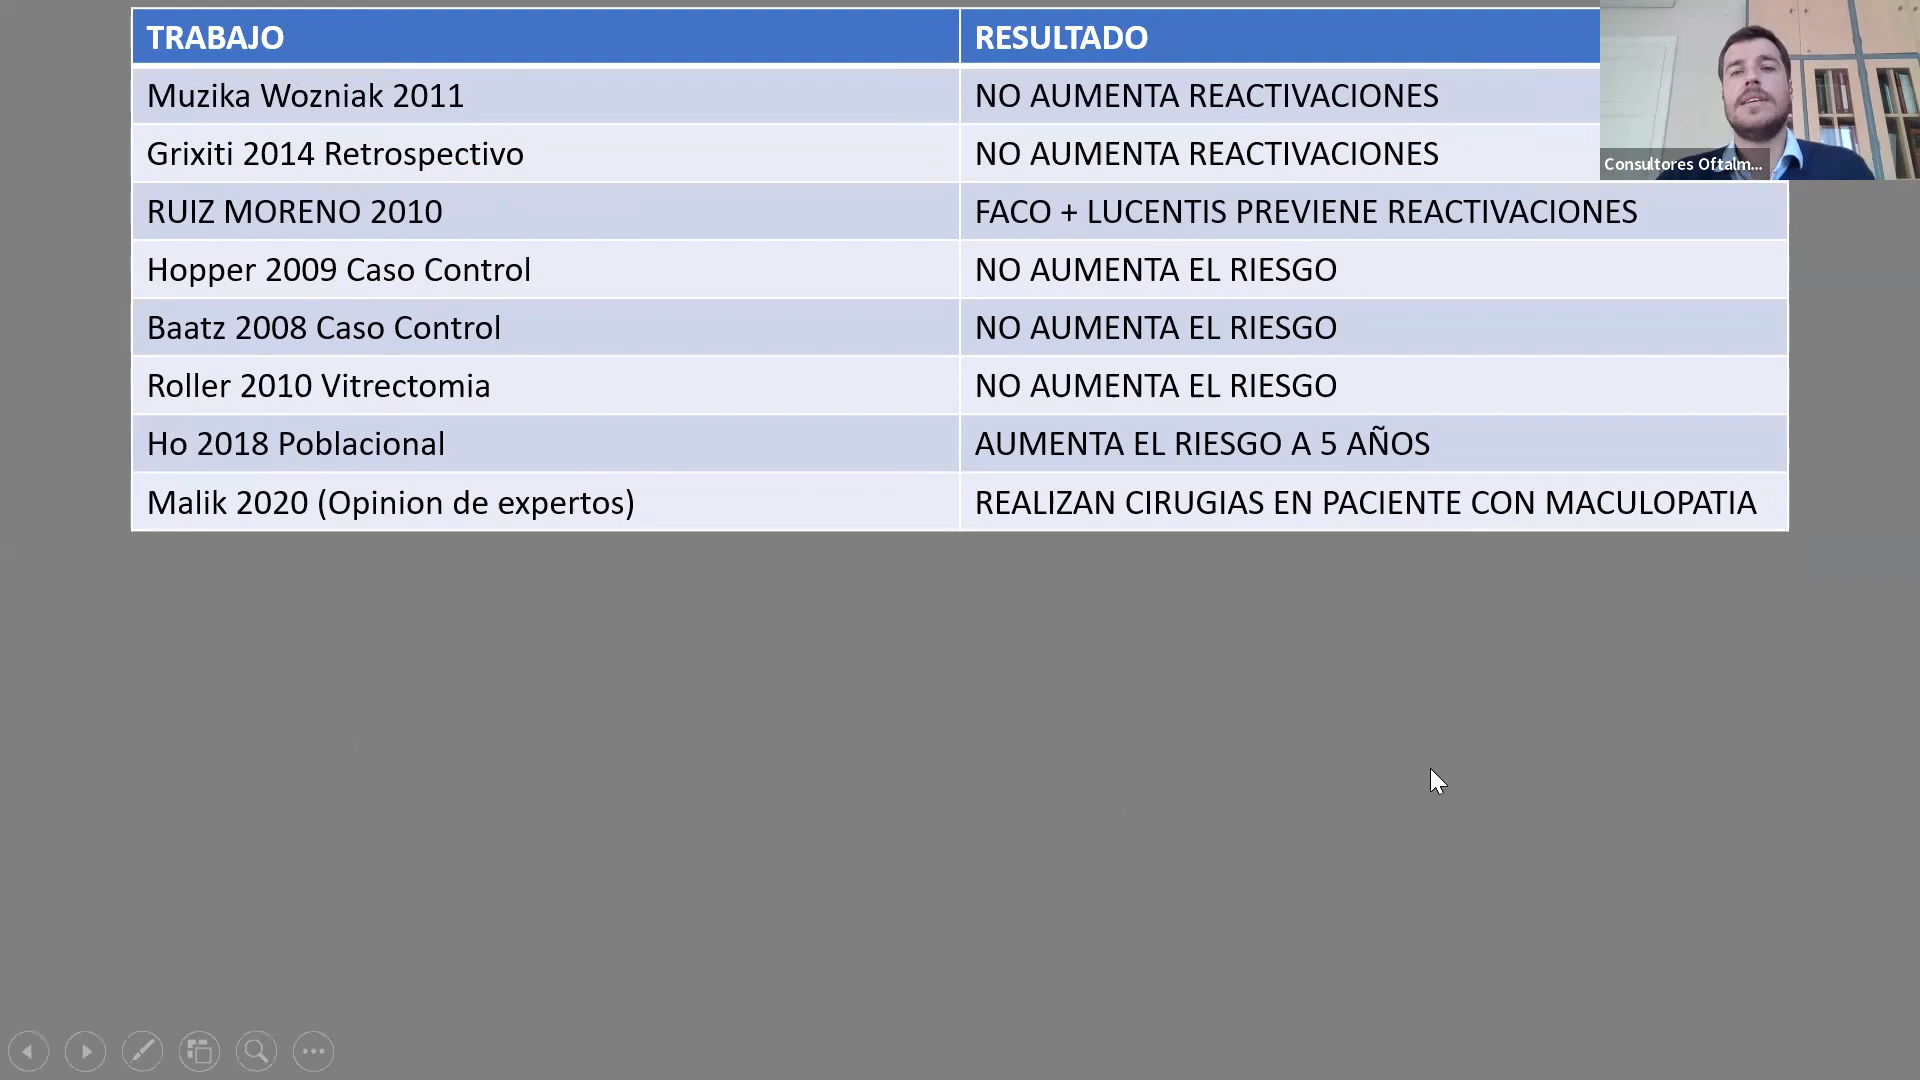 TRABAJO RESULTADO
Muzika Wozniak 2011 NO AUMENTA REACTIVACIONES
Grixiti 2014 Retrospectivo NO AUMENTA REACTIVACIONES
Consultores Oftalm...
RUIZ MORENO 2010 FACO + LUCENTIS PREVIENE REACTIVACIONES
Hopper 2009 Caso Control NO AUMENTA EL RIESGO
Baatz 2008 Caso Control NO AUMENTA EL RIESGO
Roller 2010 Vitrectomia NO AUMENTA EL RIESGO
Ho 2018 Poblacional AUMENTA EL RIESGO A 5 AÑOS
Malik 2020 (Opinion de expertos) REALIZAN CIRUGIAS EN PACIENTE CON MACULOPATIA